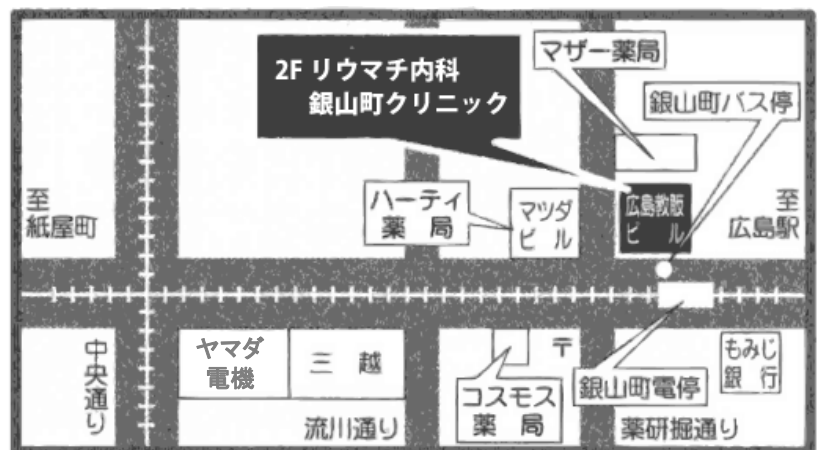 2F リウマチ内科
銀山町クリニック
マザー薬局
銀山町バス停
至
紙屋町
ハーティ
薬 局
マツダ
ビ ル
広島教販
ビ ル
至
広島駅
中央通り
ヤマダ
電機
三 越
流川通り
〒
コスモス
薬 局
銀山町電停
もみじ
銀 行
薬研掘通り